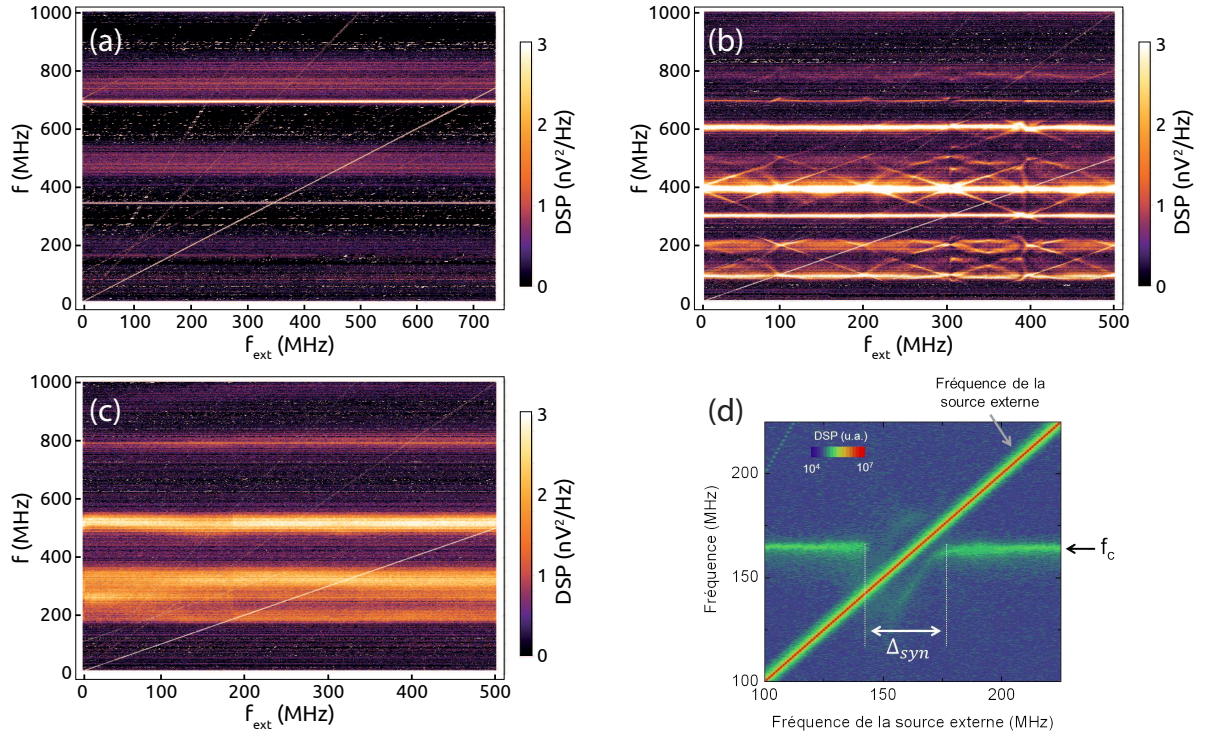 (a)
1000
800
600
400
200
0
f (MHz)
0 100 200 300 400 500 600 700
f_ext (MHz)
3
2
1
0
DSP (nV²/Hz)
(b)
1000
800
600
400
200
0
f (MHz)
0 100 200 300 400 500
f_ext (MHz)
3
2
1
0
DSP (nV²/Hz)
(c)
1000
800
600
400
200
0
f (MHz)
0 100 200 300 400 500
f_ext (MHz)
3
2
1
0
DSP (nV²/Hz)
(d)
Fréquence de la
source externe
DSP (u.a.)
10⁴ 10⁷
200
150
100
Fréquence (MHz)
f_c
Δ_syn
100 150 200
Fréquence de la source externe (MHz)